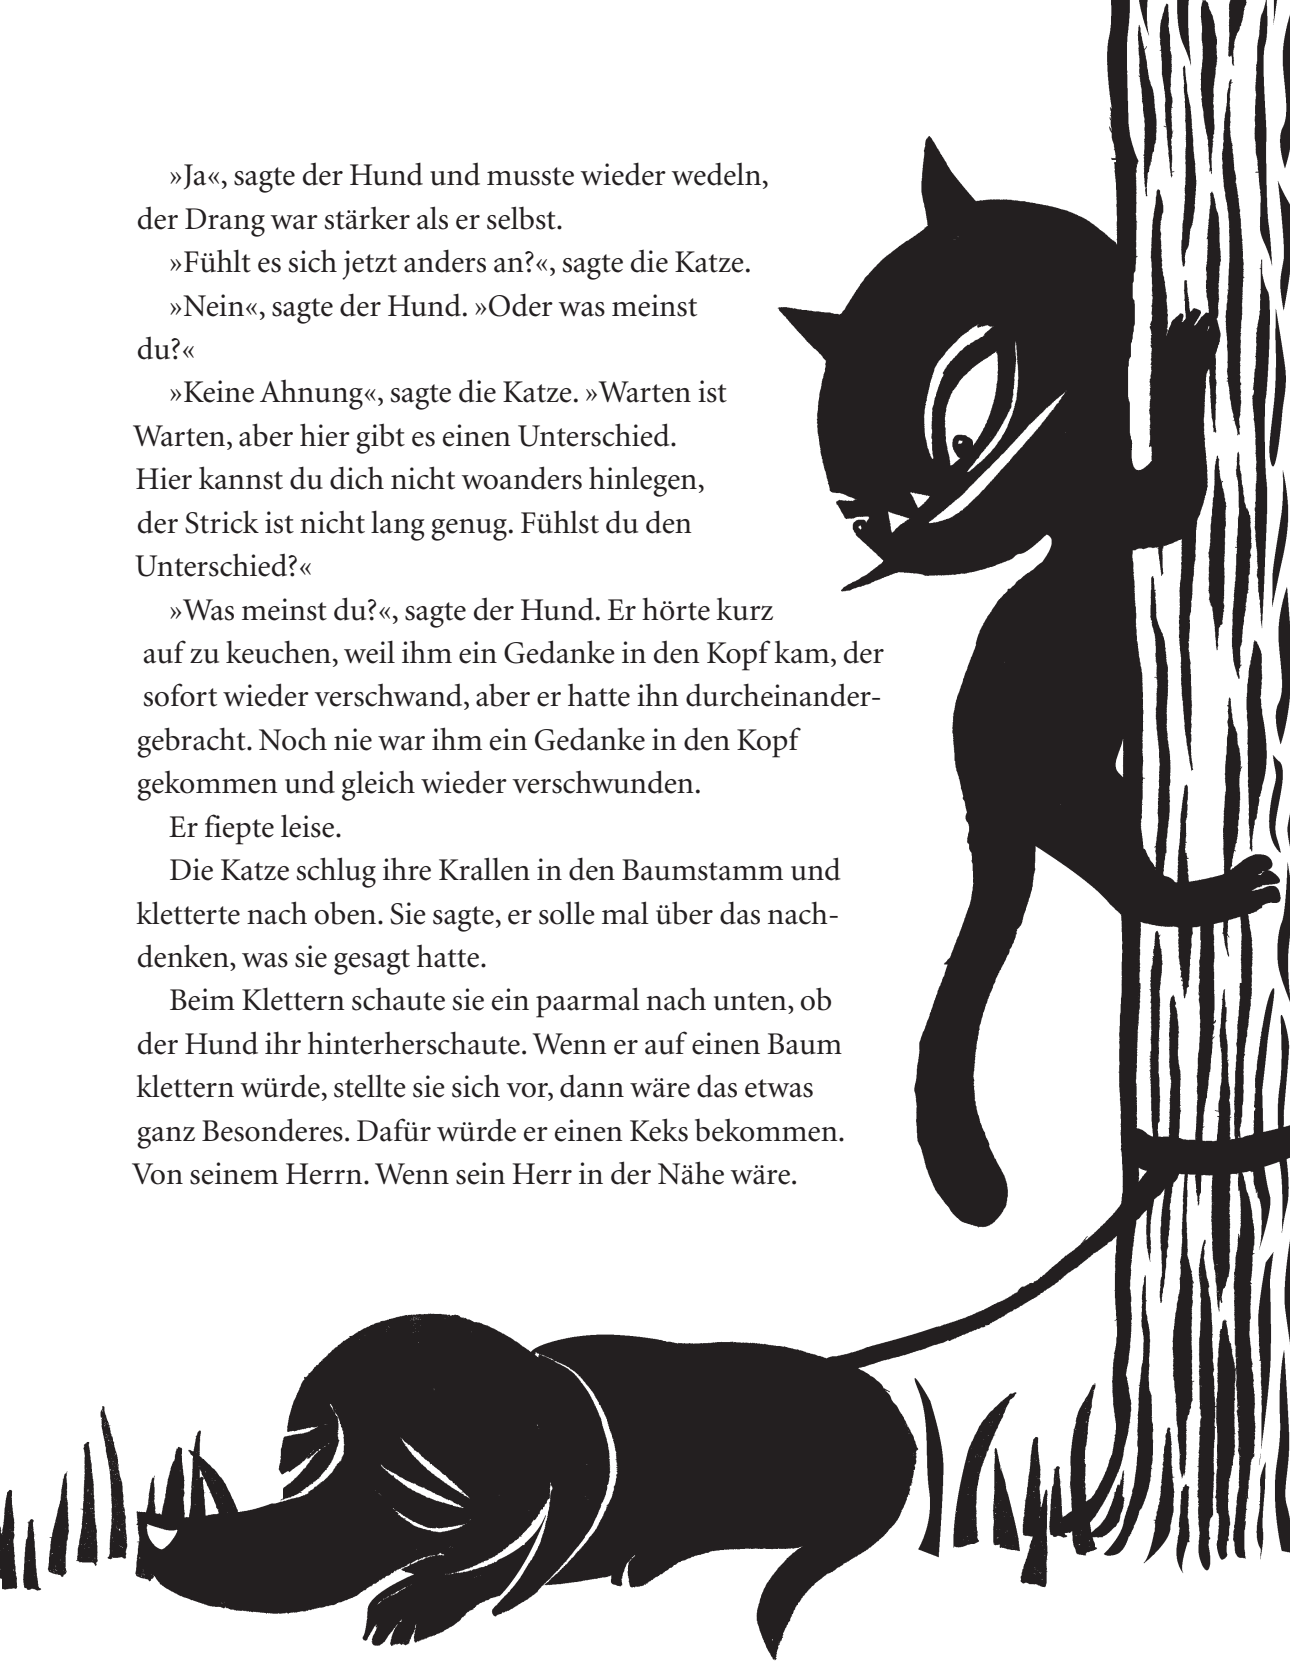 »Ja«, sagte der Hund und musste wieder wedeln,
der Drang war stärker als er selbst.
»Fühlt es sich jetzt anders an?«, sagte die Katze.
»Nein«, sagte der Hund. »Oder was meinst
du?«
»Keine Ahnung«, sagte die Katze. »Warten ist
Warten, aber hier gibt es einen Unterschied.
Hier kannst du dich nicht woanders hinlegen,
der Strick ist nicht lang genug. Fühlst du den
Unterschied?«
»Was meinst du?«, sagte der Hund. Er hörte kurz
auf zu keuchen, weil ihm ein Gedanke in den Kopf kam, der
sofort wieder verschwand, aber er hatte ihn durcheinander-
gebracht. Noch nie war ihm ein Gedanke in den Kopf
gekommen und gleich wieder verschwunden.
Er fiepte leise.
Die Katze schlug ihre Krallen in den Baumstamm und
kletterte nach oben. Sie sagte, er solle mal über das nach-
denken, was sie gesagt hatte.
Beim Klettern schaute sie ein paarmal nach unten, ob
der Hund ihr hinterherschaute. Wenn er auf einen Baum
klettern würde, stellte sie sich vor, dann wäre das etwas
ganz Besonderes. Dafür würde er einen Keks bekommen.
Von seinem Herrn. Wenn sein Herr in der Nähe wäre.